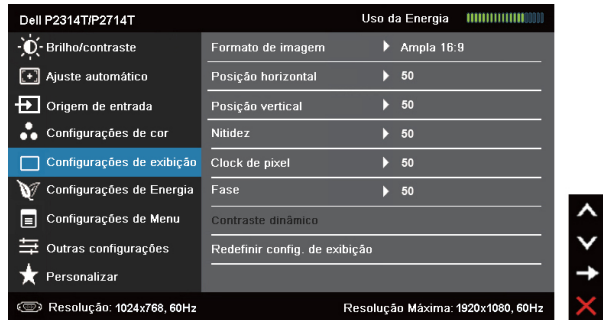 Dell P2314T/P2714T Uso da Energia
Brilho/contraste Formato de imagem Ampla 16:9
Ajuste automático Posição horizontal 50
Origem de entrada Posição vertical 50
Configurações de cor Nitidez 50
Configurações de exibição Clock de pixel 50
Configurações de Energia Fase 50
Configurações de Menu Contraste dinâmico
Outras configurações Redefinir config. de exibição
Personalizar
Resolução: 1024x768, 60Hz Resolução Máxima: 1920x1080, 60Hz